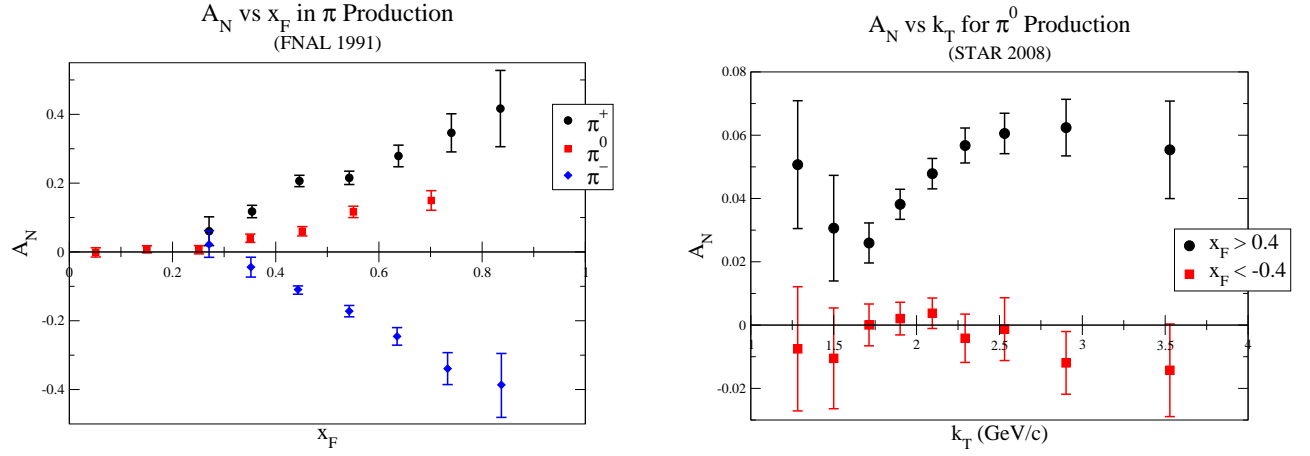 A_N vs x_F in π Production
(FNAL 1991)
0.4
0.2
0
-0.2
-0.4
A_N
0
0.2
0.4
0.6
0.8
1
x_F
π^+
π^0
π^-
A_N vs k_T for π^0 Production
(STAR 2008)
0.08
0.06
0.04
0.02
0
-0.02
A_N
1
1.5
2
2.5
3
3.5
4
k_T (GeV/c)
x_F > 0.4
x_F < -0.4